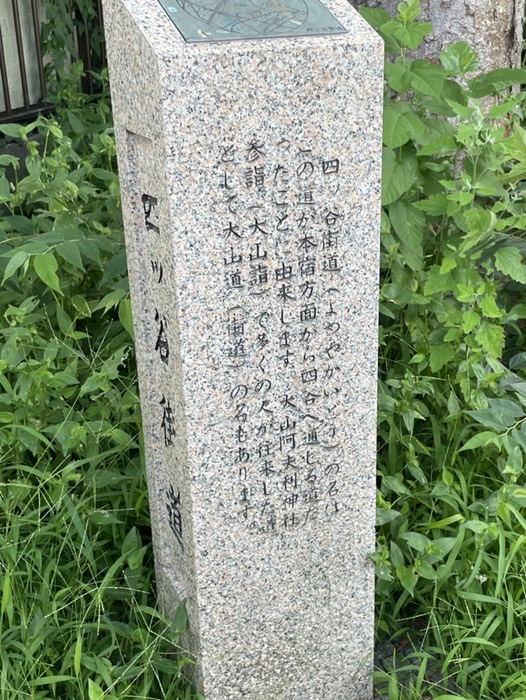 四ッ谷街道(よつやかいどう)の名は
この道が本宿方面から四谷へ通じる道だ
ったことに由来します。大山阿夫利神社
参詣(大山詣)で多くの人が往来した道
として大山道(街道)の名もあります。
四ッ谷街道